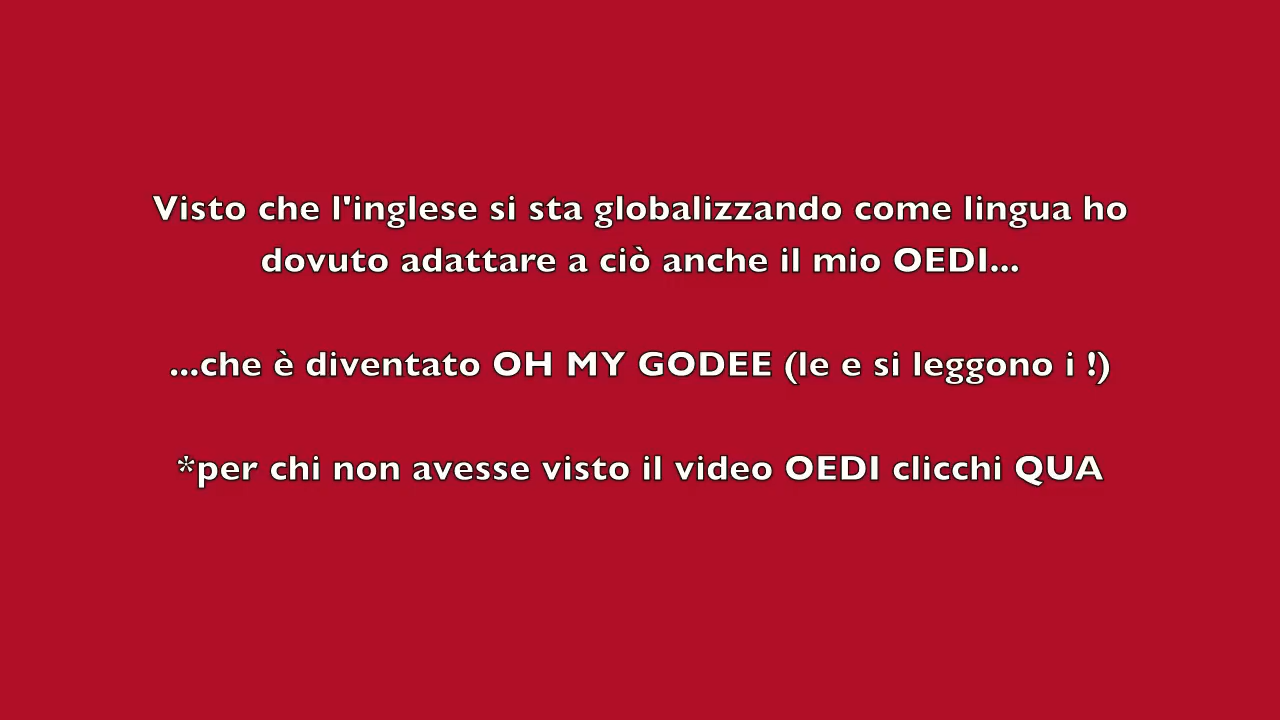 Visto che l'inglese si sta globalizzando come lingua ho
dovuto adattare a ciò anche il mio OEDI...
...che è diventato OH MY GODEE (le e si leggono i !)
*per chi non avesse visto il video OEDI clicchi QUA